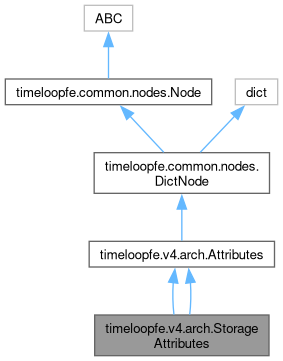 ABC
timeloopfe.common.nodes.Node
dict
timeloopfe.common.nodes.
DictNode
timeloopfe.v4.arch.Attributes
timeloopfe.v4.arch.Storage
Attributes